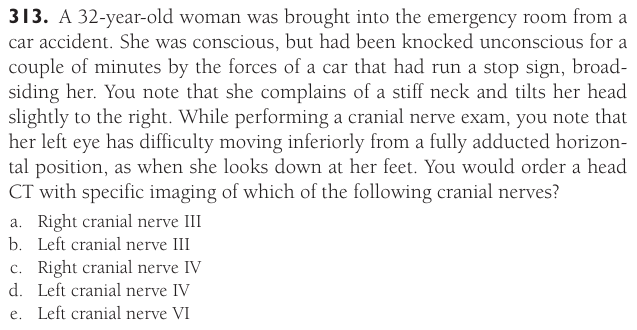 313. A 32-year-old woman was brought into the emergency room from a
car accident. She was conscious, but had been knocked unconscious for a
couple of minutes by the forces of a car that had run a stop sign, broad-
siding her. You note that she complains of a stiff neck and tilts her head
slightly to the right. While performing a cranial nerve exam, you note that
her left eye has difficulty moving inferiorly from a fully adducted horizon-
tal position, as when she looks down at her feet. You would order a head
CT with specific imaging of which of the following cranial nerves?
a. Right cranial nerve III
b. Left cranial nerve III
c. Right cranial nerve IV
d. Left cranial nerve IV
e. Left cranial nerve VI